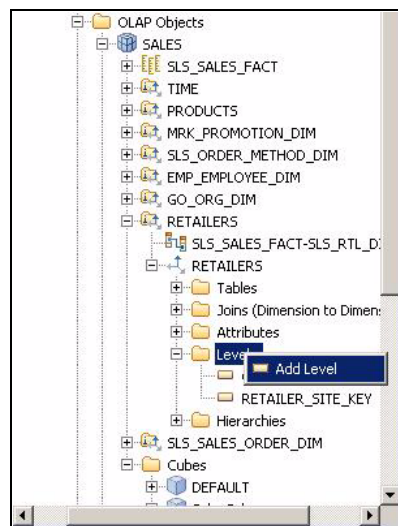 OLAP Objects
SALES
SLS_SALES_FACT
TIME
PRODUCTS
MRK_PROMOTION_DIM
SLS_ORDER_METHOD_DIM
EMP_EMPLOYEE_DIM
GO_ORG_DIM
RETAILERS
SLS_SALES_FACT-SLS_RTL_D
RETAILERS
Tables
Joins (Dimension to Dimen
Attributes
Level
Add Level
RETAILER_SITE_KEY
Hierarchies
SLS_SALES_ORDER_DIM
Cubes
DEFAULT